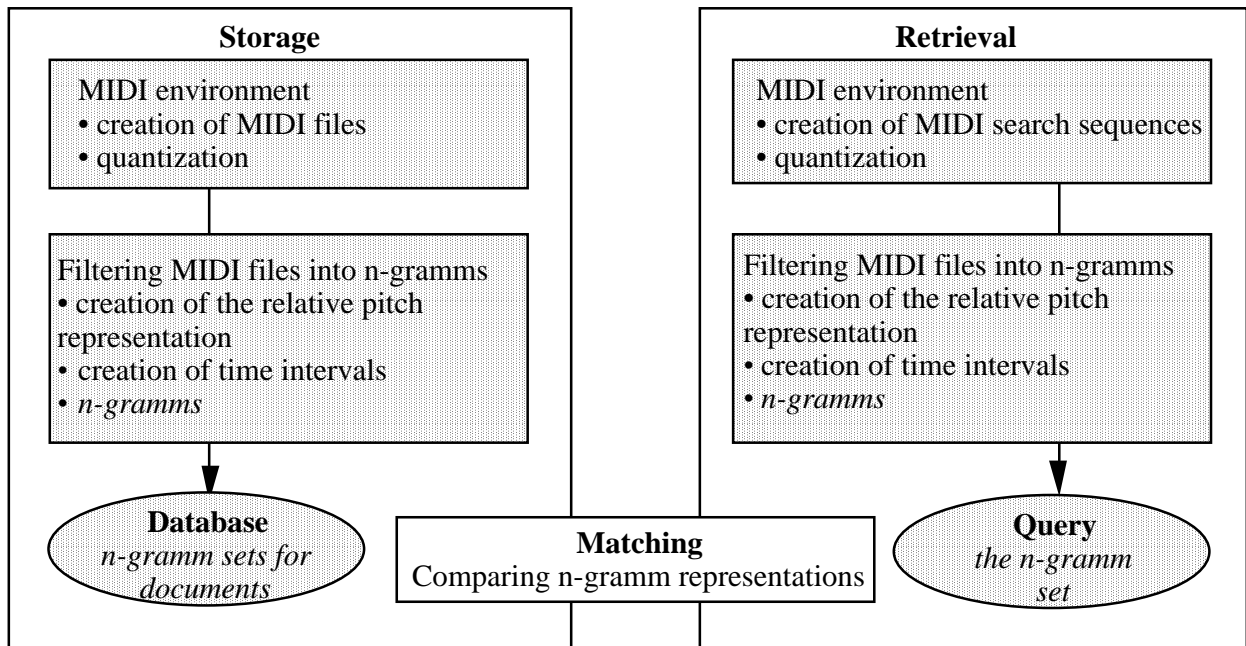 Storage
MIDI environment
• creation of MIDI files
• quantization
Filtering MIDI files into n-gramms
• creation of the relative pitch
representation
• creation of time intervals
• n-gramms
Database
n-gramm sets for
documents
Matching
Comparing n-gramm representations
Retrieval
MIDI environment
• creation of MIDI search sequences
• quantization
Filtering MIDI files into n-gramms
• creation of the relative pitch
representation
• creation of time intervals
• n-gramms
Query
the n-gramm
set